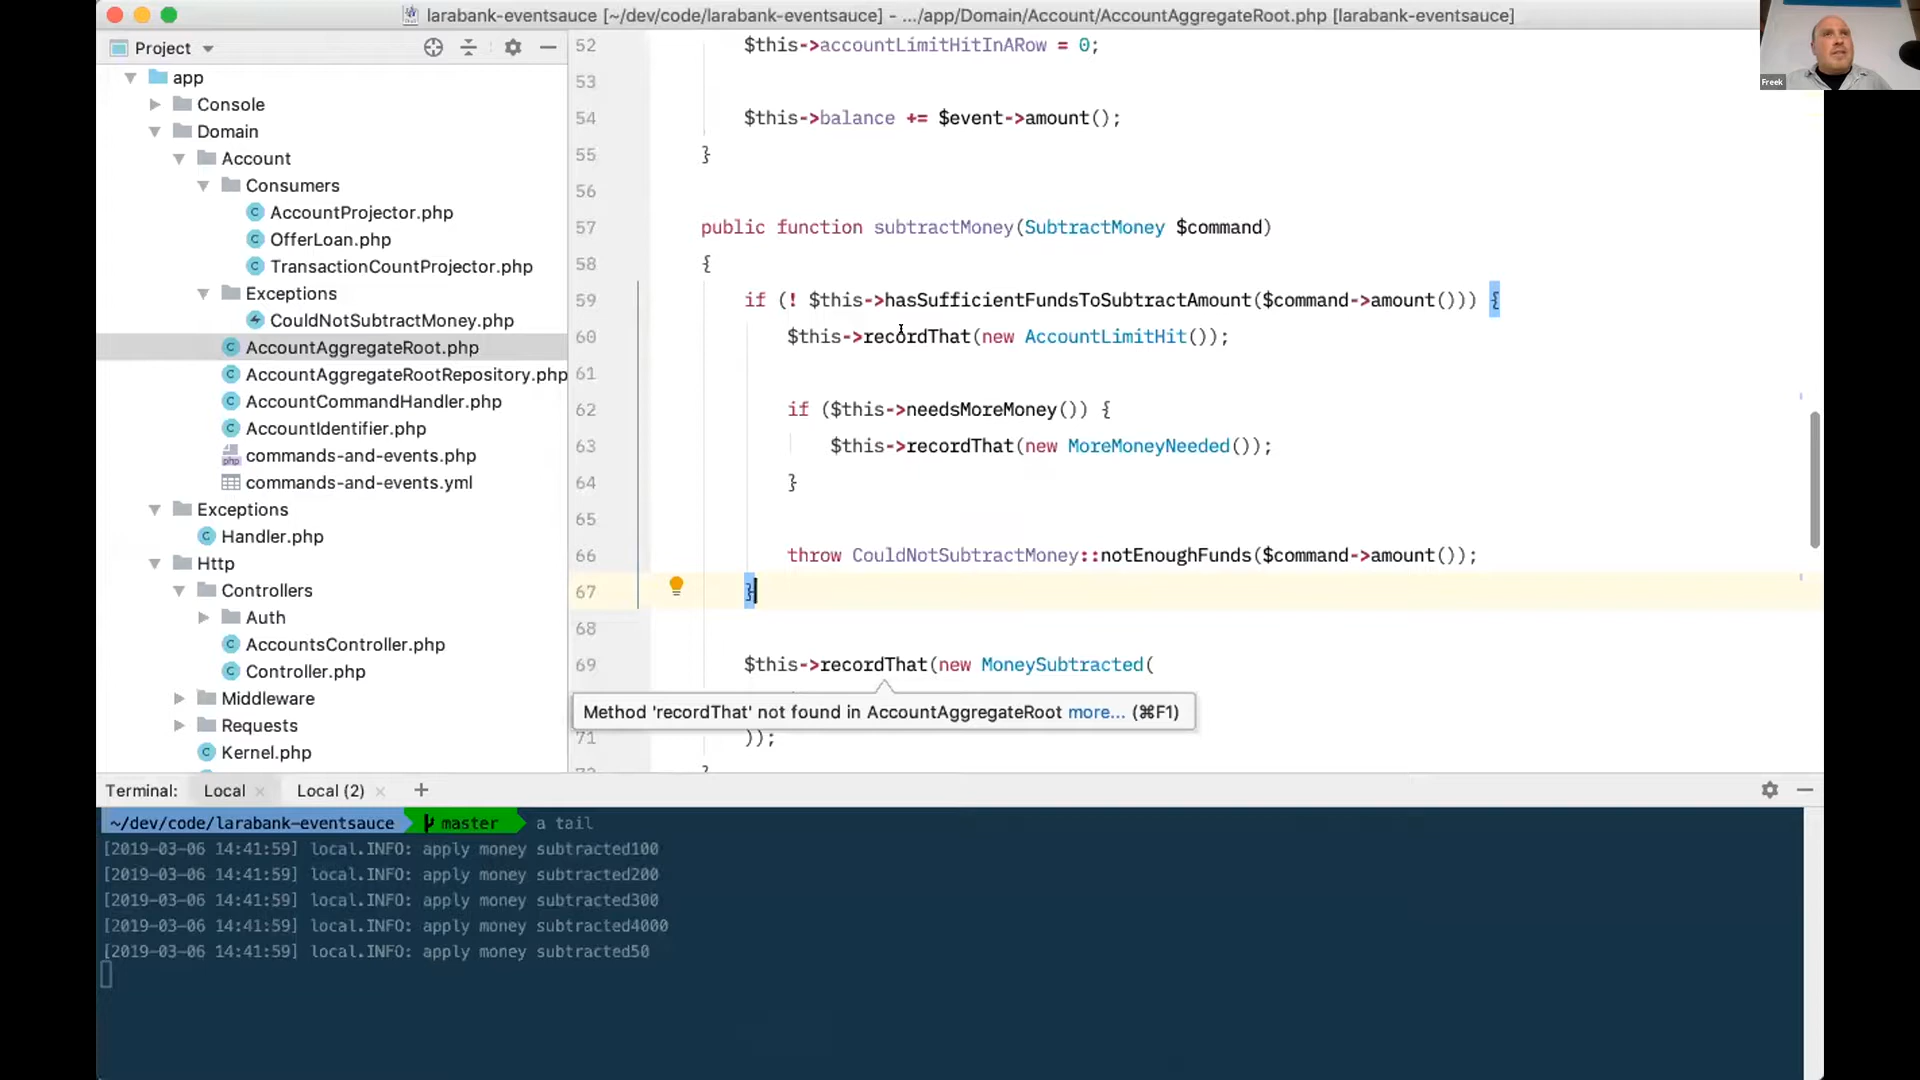 larabank-eventsauce [~/dev/code/larabank-eventsauce] - .../app/Domain/Account/AccountAggregateRoot.php [larabank-eventsauce]
Freek
Project
app
Console
Domain
Account
Consumers
AccountProjector.php
OfferLoan.php
TransactionCountProjector.php
Exceptions
CouldNotSubtractMoney.php
AccountAggregateRoot.php
AccountAggregateRootRepository.php
AccountCommandHandler.php
AccountIdentifier.php
commands-and-events.php
commands-and-events.yml
Exceptions
Handler.php
Http
Controllers
Auth
AccountsController.php
Controller.php
Middleware
Requests
Kernel.php
52 $this->accountLimitHitInARow = 0;
53
54 $this->balance += $event->amount();
55 }
56
57 public function subtractMoney(SubtractMoney $command)
58 {
59 if (! $this->hasSufficientFundsToSubtractAmount($command->amount())) {
60 $this->recordThat(new AccountLimitHit());
61
62 if ($this->needsMoreMoney()) {
63 $this->recordThat(new MoreMoneyNeeded());
64 }
65
66 throw CouldNotSubtractMoney::notEnoughFunds($command->amount());
67 }
68
69 $this->recordThat(new MoneySubtracted(
Method 'recordThat' not found in AccountAggregateRoot more... (⌘F1)
71 ));
Terminal: Local × Local (2) × +
~/dev/code/larabank-eventsauce master a tail
[2019-03-06 14:41:59] local.INFO: apply money subtracted100
[2019-03-06 14:41:59] local.INFO: apply money subtracted200
[2019-03-06 14:41:59] local.INFO: apply money subtracted300
[2019-03-06 14:41:59] local.INFO: apply money subtracted4000
[2019-03-06 14:41:59] local.INFO: apply money subtracted50